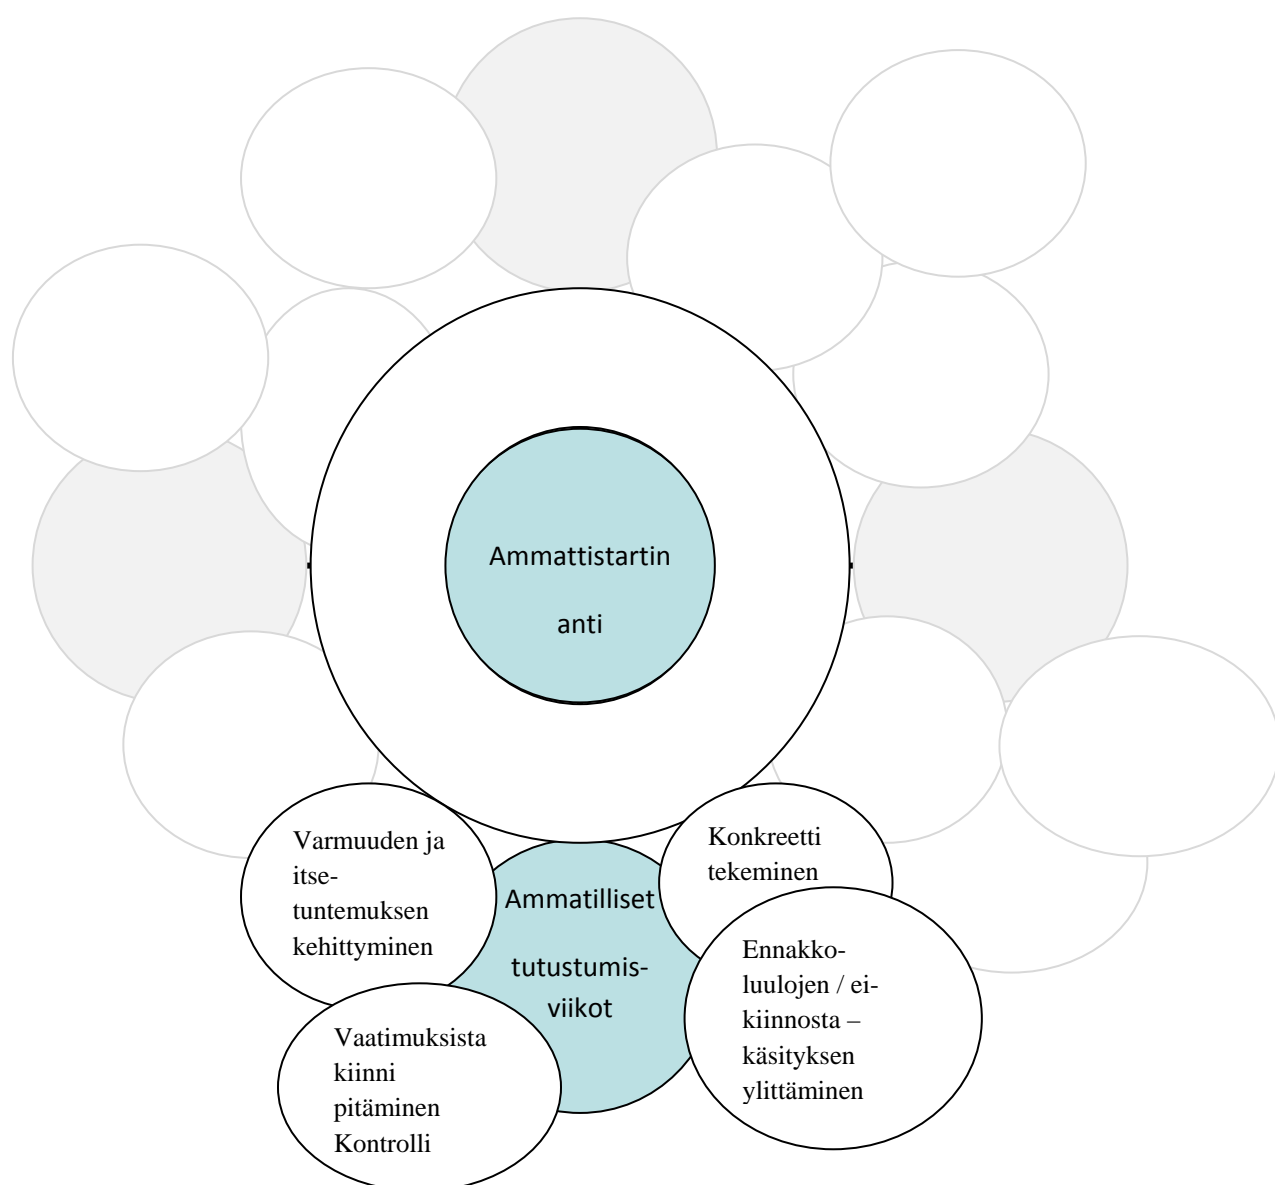 Ammattistartin
anti
Varmuuden ja
itse-
tuntemuksen
kehittyminen
Konkreetti
tekeminen
Ammatilliset
tutustumis-
viikot
Ennakko-
luulojen / ei-
kiinnosta –
käsityksen
ylittäminen
Vaatimuksista
kiinni
pitäminen
Kontrolli